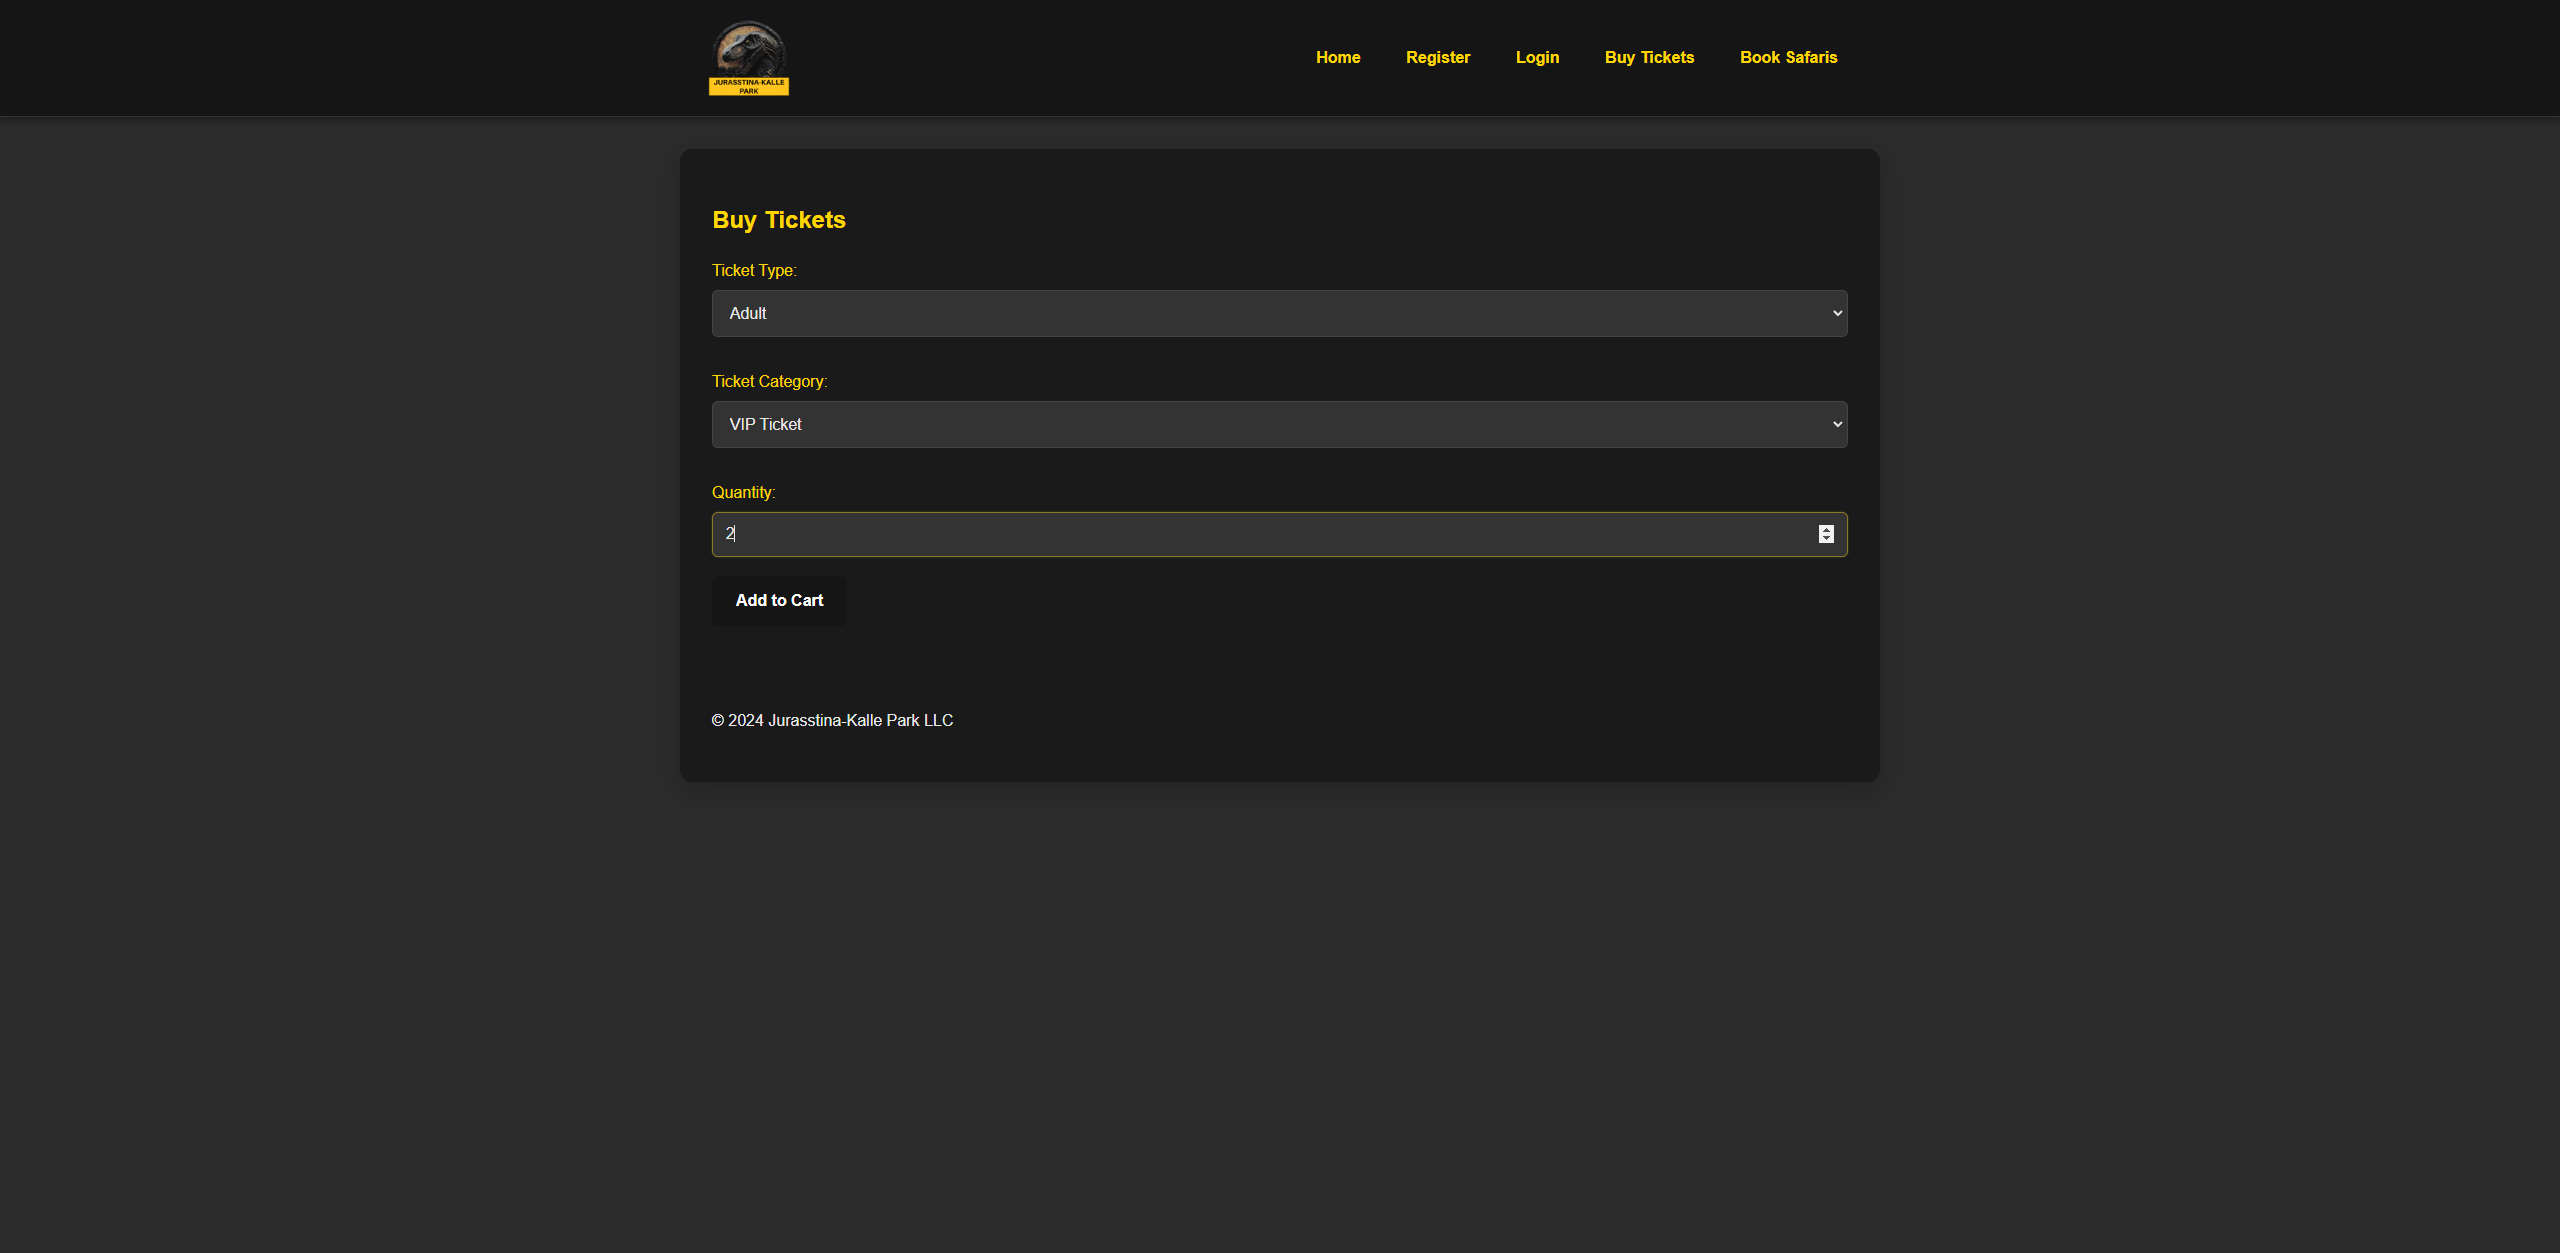 JURASSTINA-KALLE
PARK
Home Register Login Buy Tickets Book Safaris
Buy Tickets
Ticket Type:
Adult
Ticket Category:
VIP Ticket
Quantity:
2
Add to Cart
© 2024 Jurasstina-Kalle Park LLC